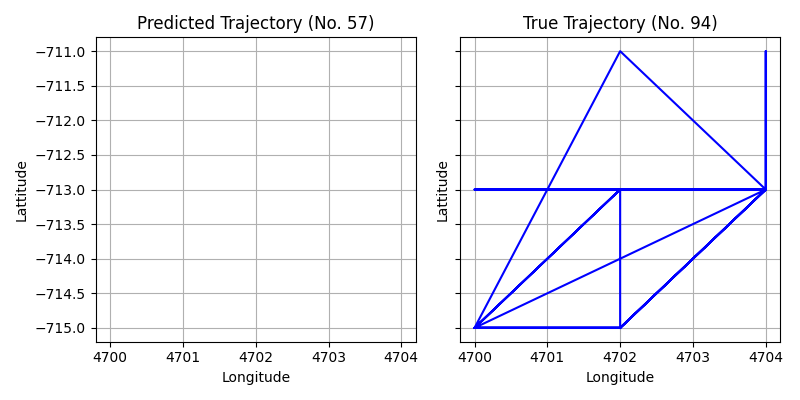 Predicted Trajectory (No. 57)
True Trajectory (No. 94)
Lattitude
−711.0
−711.5
−712.0
−712.5
−713.0
−713.5
−714.0
−714.5
−715.0
4700 4701 4702 4703 4704
Longitude
Lattitude
4700 4701 4702 4703 4704
Longitude